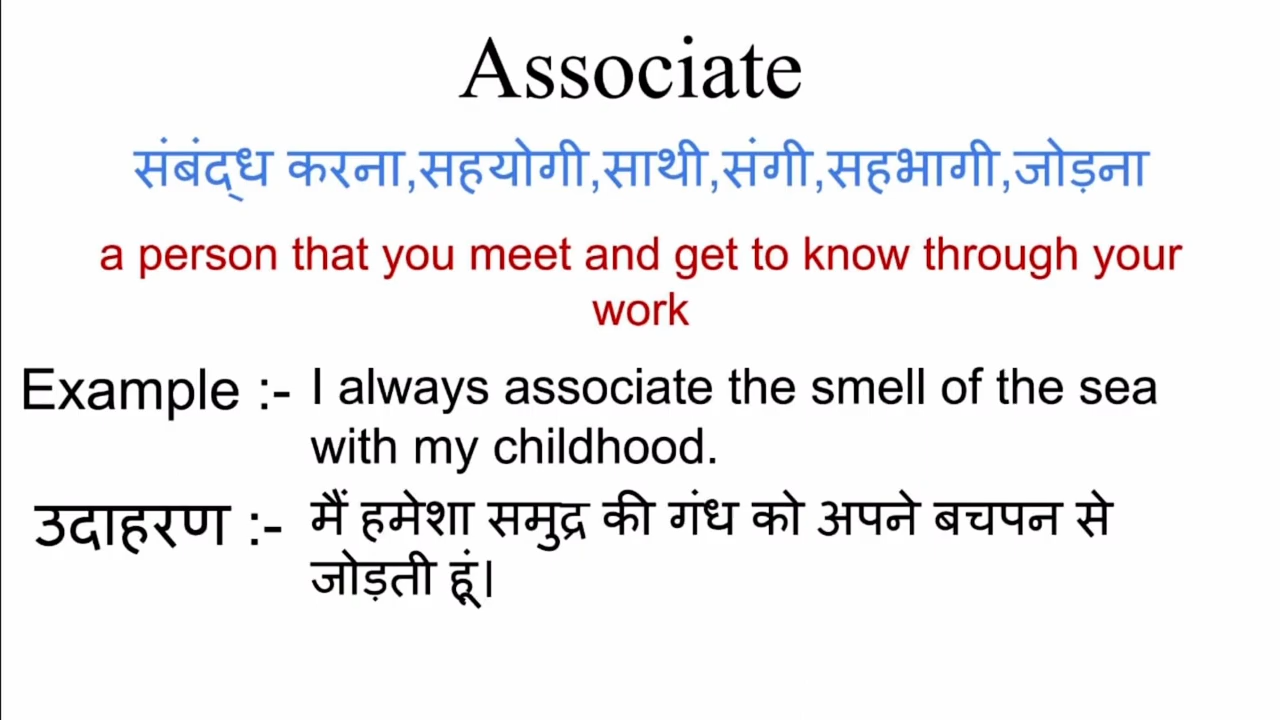 Associate
संबंद्ध करना,सहयोगी,साथी,संगी,सहभागी,जोड़ना
a person that you meet and get to know through your
work
Example :- I always associate the smell of the sea
with my childhood.
उदाहरण :- मैं हमेशा समुद्र की गंध को अपने बचपन से
जोड़ती हूं।